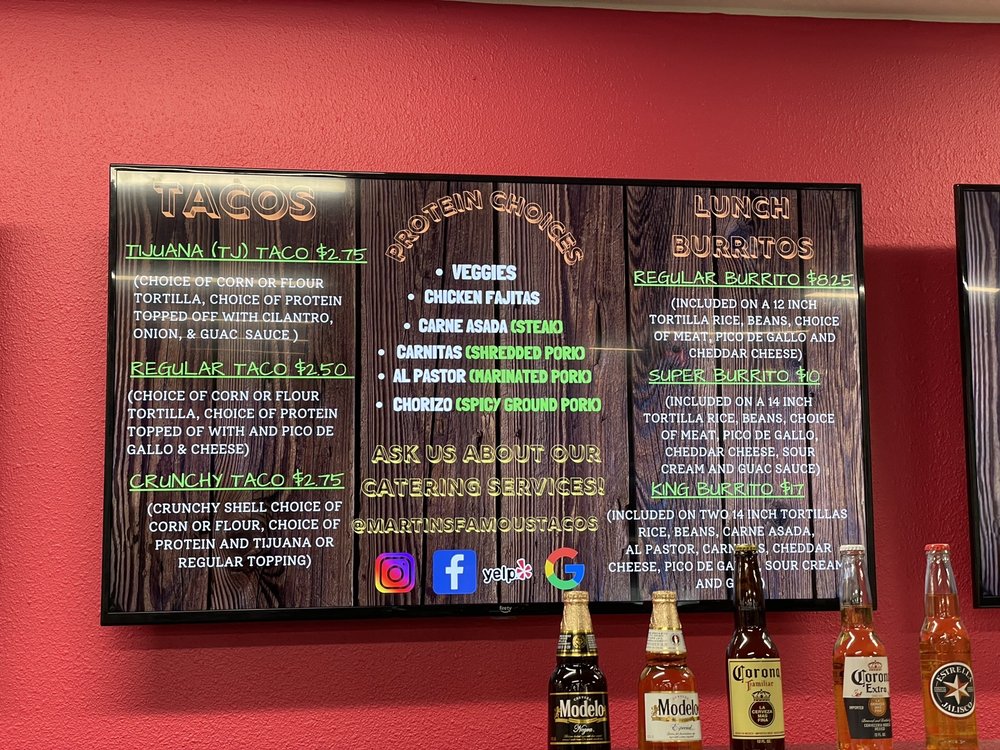 TACOS
TIJUANA (TJ) TACO $2.75
(CHOICE OF CORN OR FLOUR
TORTILLA, CHOICE OF PROTEIN
TOPPED OFF WITH CILANTRO,
ONION, & GUAC SAUCE)
REGULAR TACO $2.50
(CHOICE OF CORN OR FLOUR
TORTILLA, CHOICE OF PROTEIN
TOPPED OF WITH AND PICO DE
GALLO & CHEESE)
CRUNCHY TACO $2.75
(CRUNCHY SHELL CHOICE OF
CORN OR FLOUR, CHOICE OF
PROTEIN AND TIJUANA OR
REGULAR TOPPING)
PROTEIN CHOICES
• VEGGIES
• CHICKEN FAJITAS
• CARNE ASADA (STEAK)
• CARNITAS (SHREDDED PORK)
• AL PASTOR (MARINATED PORK)
• CHORIZO (SPICY GROUND PORK)
ASK US ABOUT OUR
CATERING SERVICES!
@MARTINSFAMOUSTACOS
f
yelp
G
LUNCH
BURRITOS
REGULAR BURRITO $8.25
(INCLUDED ON A 12 INCH
TORTILLA RICE, BEANS, CHOICE
OF MEAT, PICO DE GALLO AND
CHEDDAR CHEESE)
SUPER BURRITO $10
(INCLUDED ON A 14 INCH
TORTILLA RICE, BEANS, CHOICE
OF MEAT, PICO DE GALLO,
CHEDDAR CHEESE, SOUR
CREAM AND GUAC SAUCE)
KING BURRITO $17
(INCLUDED ON TWO 14 INCH TORTILLAS
RICE, BEANS, CARNE ASADA,
AL PASTOR, CHEDDAR
CHEESE, PICO DE SOUR CREAM
AND
firetv
Modelo
Negra
Modelo
Especial
Corona
Familiar
LA
CERVEZA
MAS
FINA
Corona
Extra
ESTRELLA
JALISCO